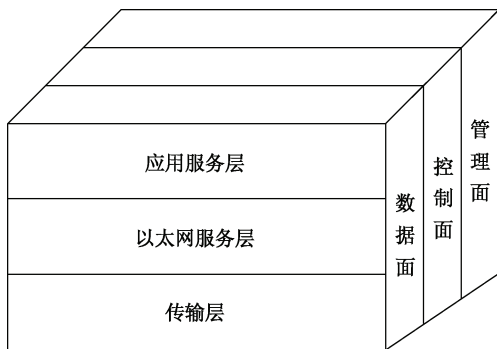 应用服务层
以太网服务层
传输层
数据面
控制面
管理面